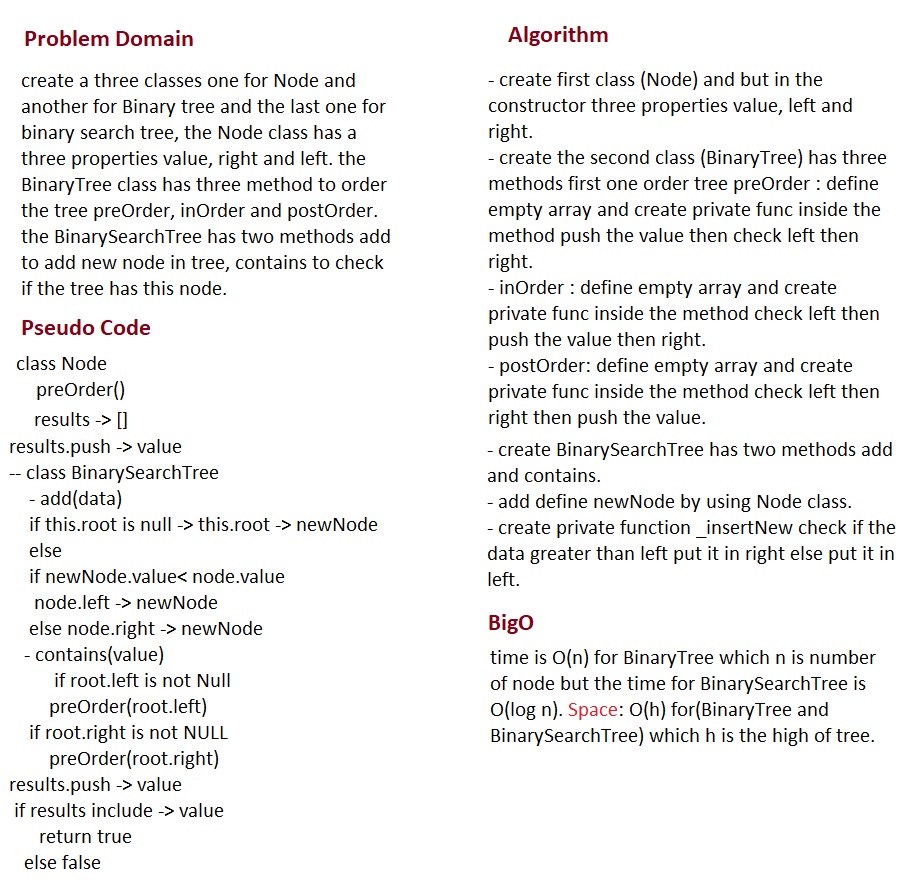 Problem Domain
create a three classes one for Node and
another for Binary tree and the last one for
binary search tree, the Node class has a
three properties value, right and left. the
BinaryTree class has three method to order
the tree preOrder, inOrder and postOrder.
the BinarySearchTree has two methods add
to add new node in tree, contains to check
if the tree has this node.
Pseudo Code
class Node
preOrder()
results -> []
results.push -> value
-- class BinarySearchTree
- add(data)
if this.root is null -> this.root -> newNode
else
if newNode.value< node.value
node.left -> newNode
else node.right -> newNode
- contains(value)
if root.left is not Null
preOrder(root.left)
if root.right is not NULL
preOrder(root.right)
results.push -> value
if results include -> value
return true
else false
Algorithm
- create first class (Node) and but in the
constructor three properties value, left and
right.
- create the second class (BinaryTree) has three
methods first one order tree preOrder : define
empty array and create private func inside the
method push the value then check left then
right.
- inOrder : define empty array and create
private func inside the method check left then
push the value then right.
- postOrder: define empty array and create
private func inside the method check left then
right then push the value.
- create BinarySearchTree has two methods add
and contains.
- add define newNode by using Node class.
- create private function _insertNew check if the
data greater than left put it in right else put it in
left.
BigO
time is O(n) for BinaryTree which n is number
of node but the time for BinarySearchTree is
O(log n). Space: O(h) for(BinaryTree and
BinarySearchTree) which h is the high of tree.